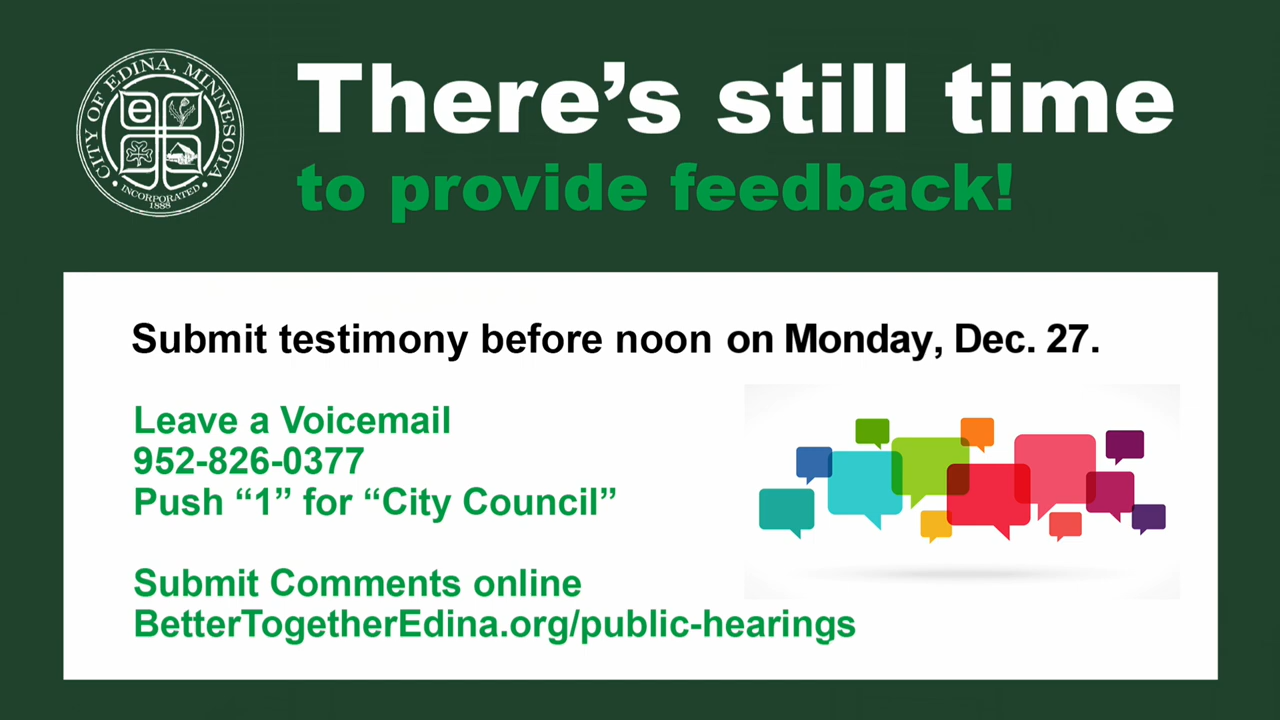 CITY OF EDINA, MINNESOTA
e
INCORPORATED
1888
There's still time
to provide feedback!
Submit testimony before noon on Monday, Dec. 27.
Leave a Voicemail
952-826-0377
Push “1” for “City Council”
Submit Comments online
BetterTogetherEdina.org/public-hearings